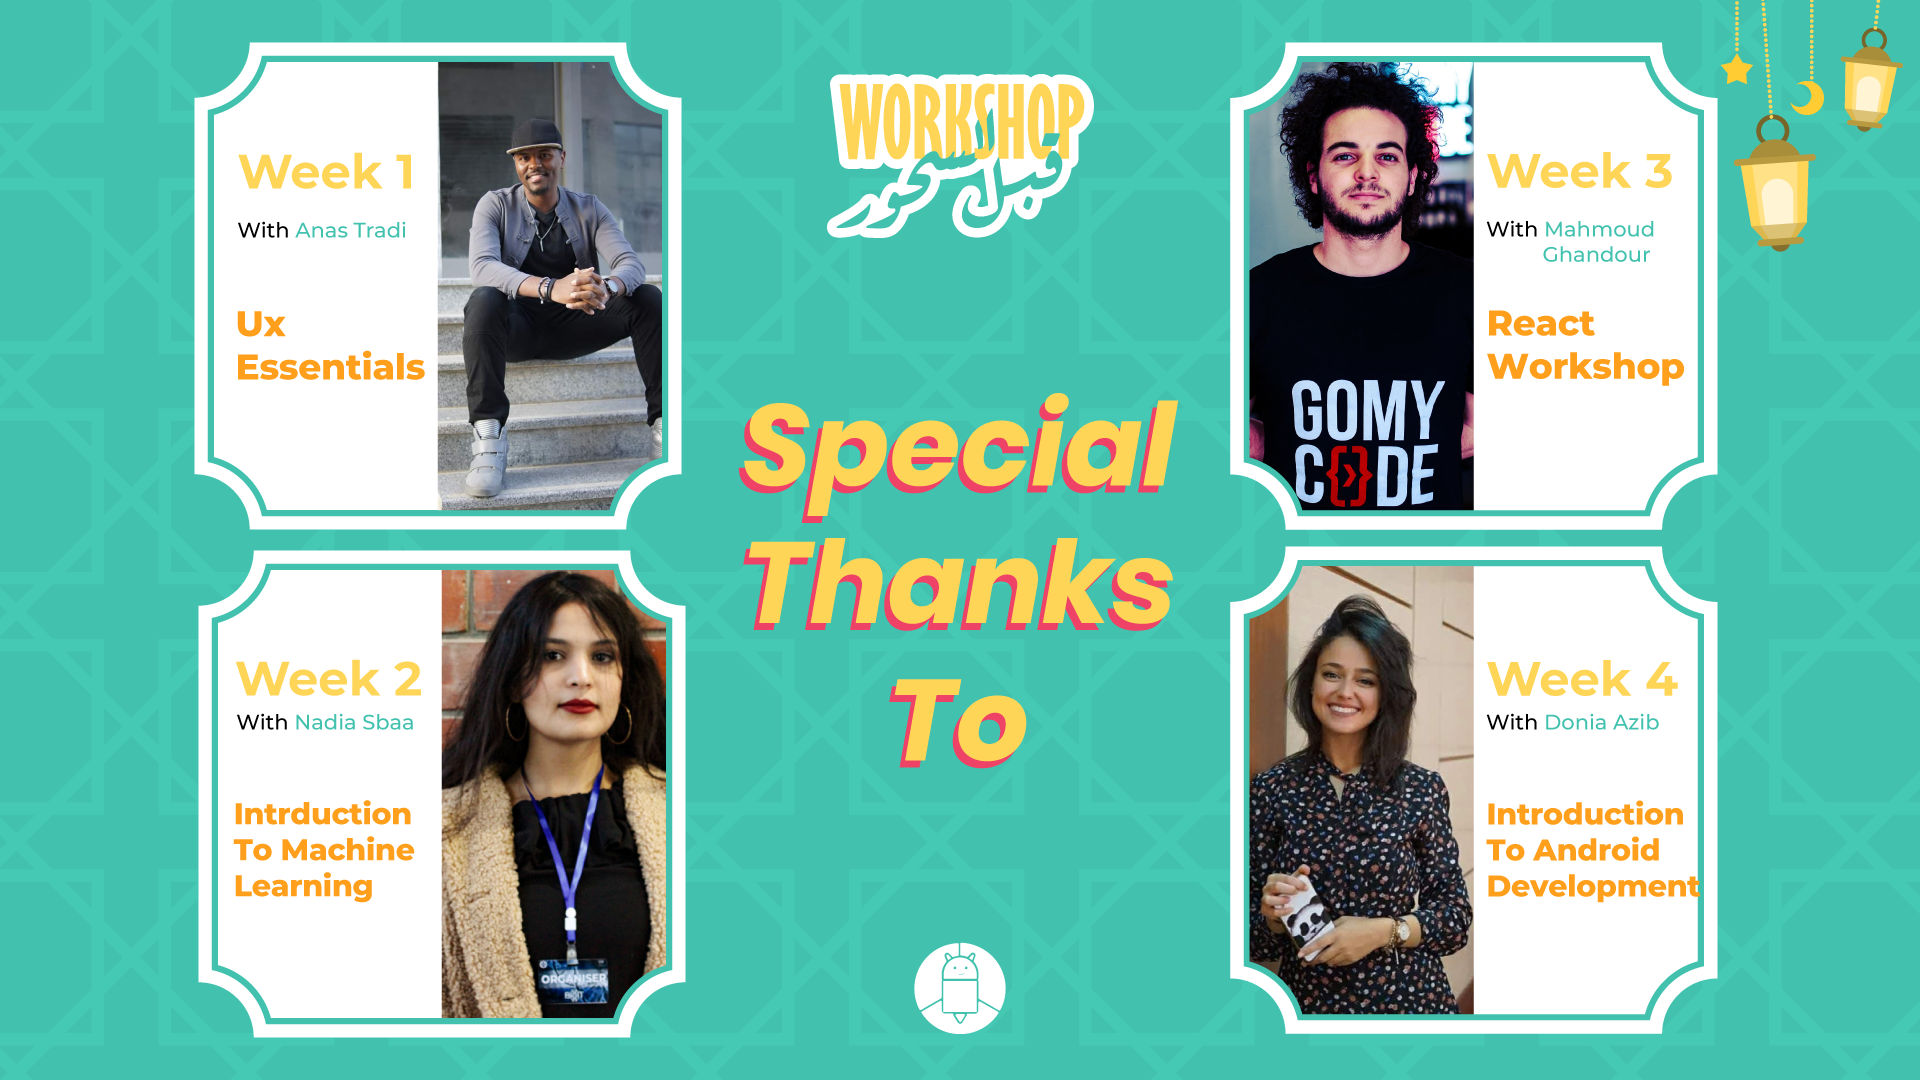 WORKSHOP
قبل السحور
Special
Thanks
To
Week 1
With Anas Tradi
Ux
Essentials
Week 2
With Nadia Sbaa
Intrduction
To Machine
Learning
ORGANISER
Week 3
With Mahmoud
Ghandour
React
Workshop
GOMY
C{›}DE
Week 4
With Donia Azib
Introduction
To Android
Development